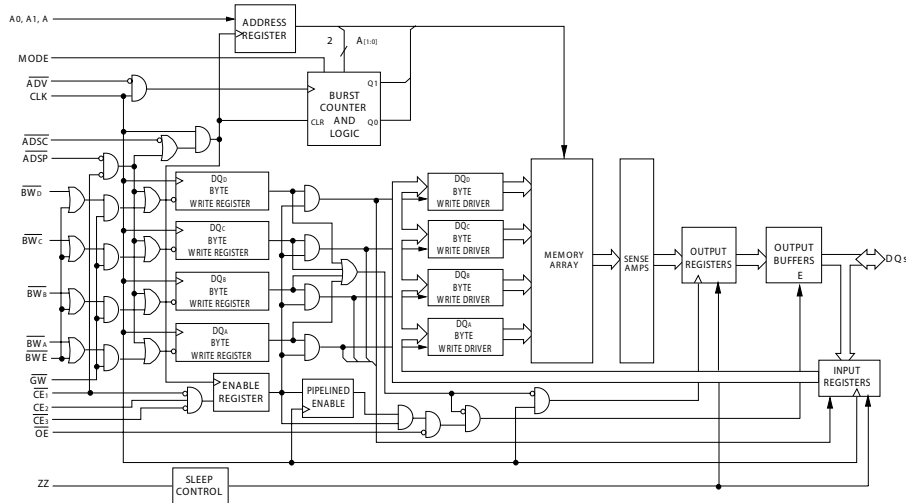 A0, A1, A
ADDRESS
REGISTER
2
A[1:0]
MODE
ADV
CLK
BURST
COUNTER
AND
LOGIC
CLR
Q1
Q0
ADSC
ADSP
BWD
BWC
BWB
BWA
BWE
GW
CE1
CE2
CE3
OE
ZZ
DQD
BYTE
WRITE REGISTER
DQC
BYTE
WRITE REGISTER
DQB
BYTE
WRITE REGISTER
DQA
BYTE
WRITE REGISTER
ENABLE
REGISTER
PIPELINED
ENABLE
SLEEP
CONTROL
DQD
BYTE
WRITE DRIVER
DQC
BYTE
WRITE DRIVER
DQB
BYTE
WRITE DRIVER
DQA
BYTE
WRITE DRIVER
MEMORY
ARRAY
SENSE
AMPS
OUTPUT
REGISTERS
OUTPUT
BUFFERS
E
DQs
INPUT
REGISTERS